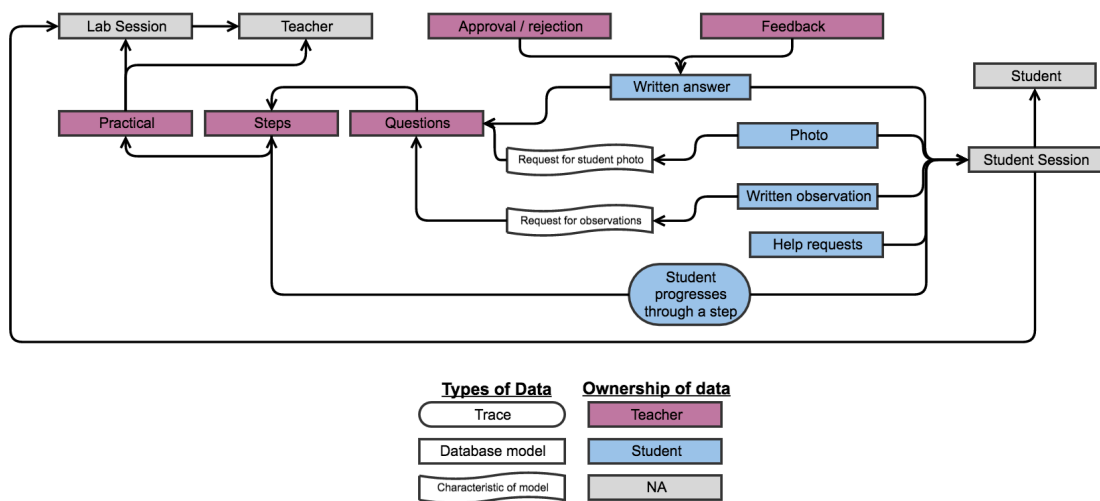 Lab Session
Teacher
Approval / rejection
Feedback
Student
Written answer
Practical
Steps
Questions
Photo
Request for student photo
Student Session
Written observation
Request for observations
Help requests
Student
progresses
through a step
Types of Data
Ownership of data
Trace
Teacher
Database model
Student
Characteristic of model
NA